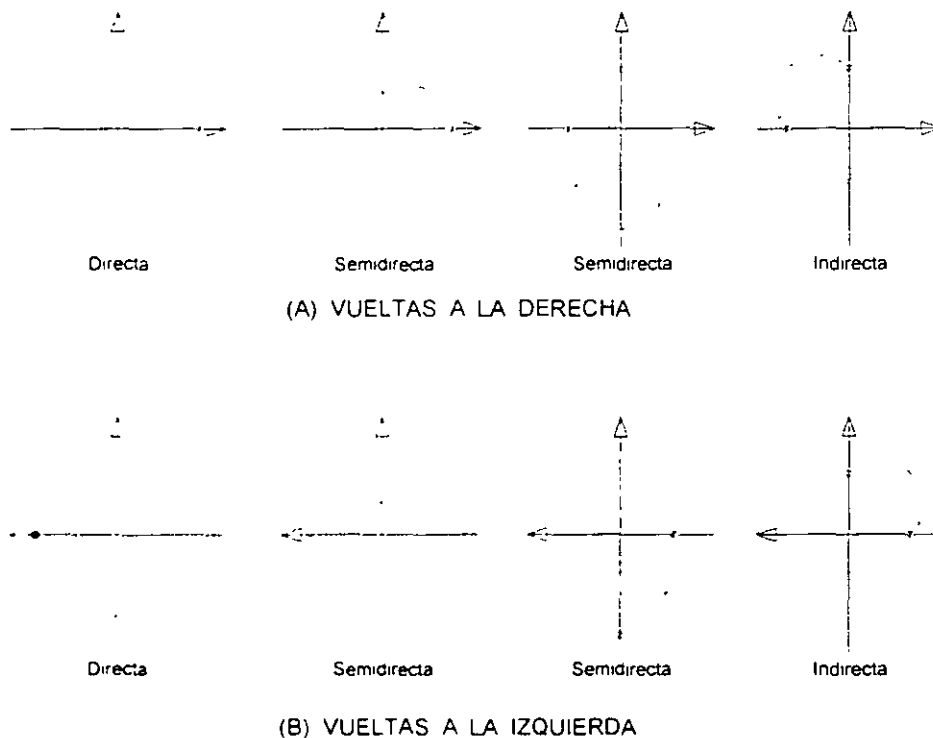 Directa Semidirecta Semidirecta Indirecta
(A) VUELTAS A LA DERECHA
Directa Semidirecta Semidirecta Indirecta
(B) VUELTAS A LA IZQUIERDA